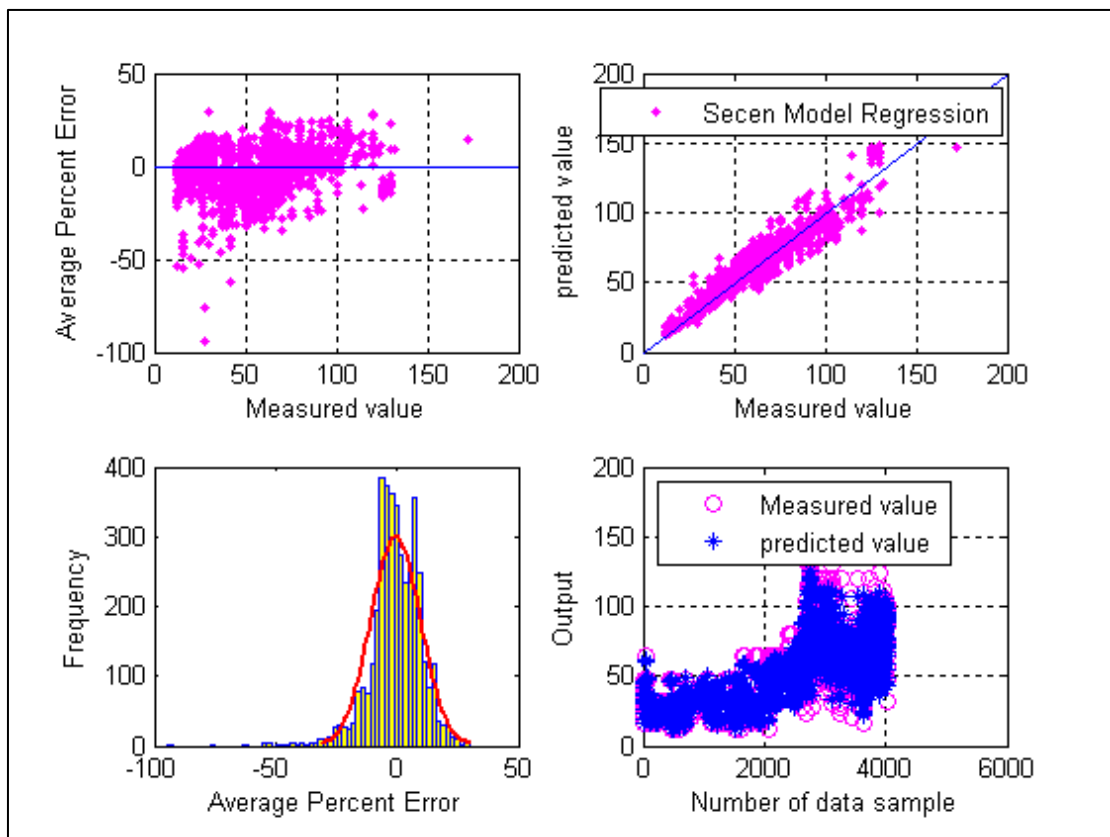 50
0
-50
-100
Average Percent Error
0 50 100 150 200
Measured value
200
150
100
50
0
predicted value
Secen Model Regression
0 50 100 150 200
Measured value
400
300
200
100
0
Frequency
-100 -50 0 50
Average Percent Error
200
150
100
50
0
Output
Measured value
predicted value
0 2000 4000 6000
Number of data sample